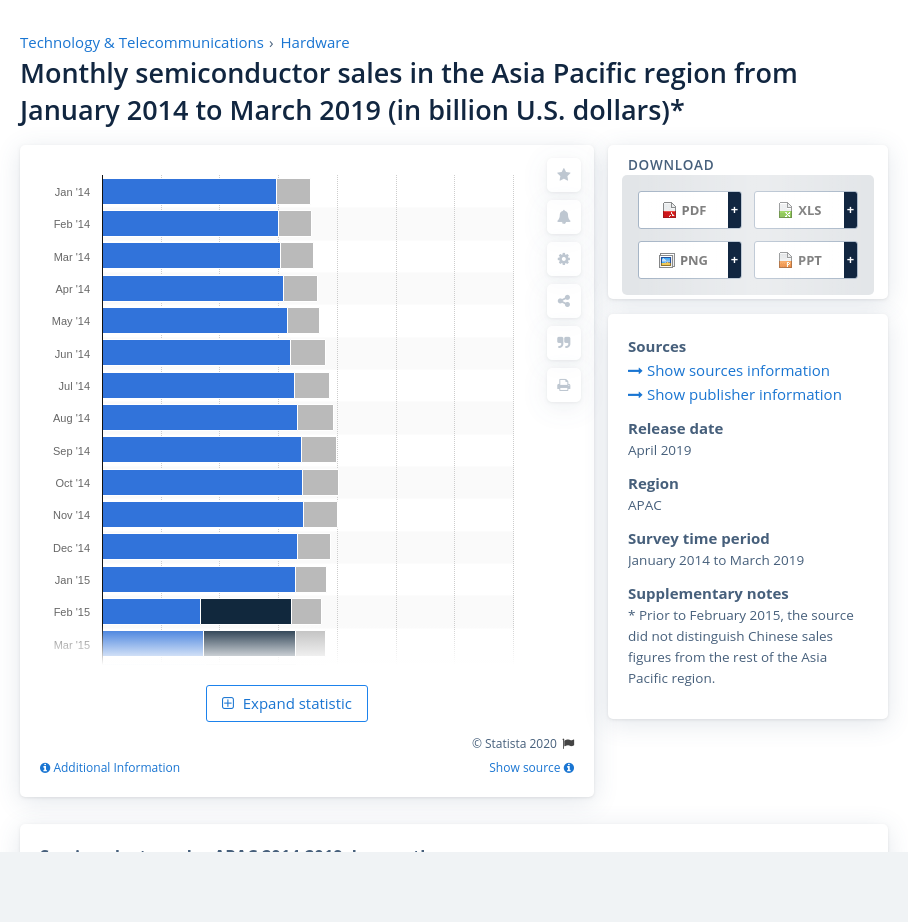 Technology & Telecommunications › Hardware
Monthly semiconductor sales in the Asia Pacific region from
January 2014 to March 2019 (in billion U.S. dollars)*
Jan '14
Feb '14
Mar '14
Apr '14
May '14
Jun '14
Jul '14
Aug '14
Sep '14
Oct '14
Nov '14
Dec '14
Jan '15
Feb '15
Mar '15
Expand statistic
© Statista 2020
Additional Information
Show source
DOWNLOAD
PDF +
XLS +
PNG +
PPT +
Sources
Show sources information
Show publisher information
Release date
April 2019
Region
APAC
Survey time period
January 2014 to March 2019
Supplementary notes
* Prior to February 2015, the source
did not distinguish Chinese sales
figures from the rest of the Asia
Pacific region.